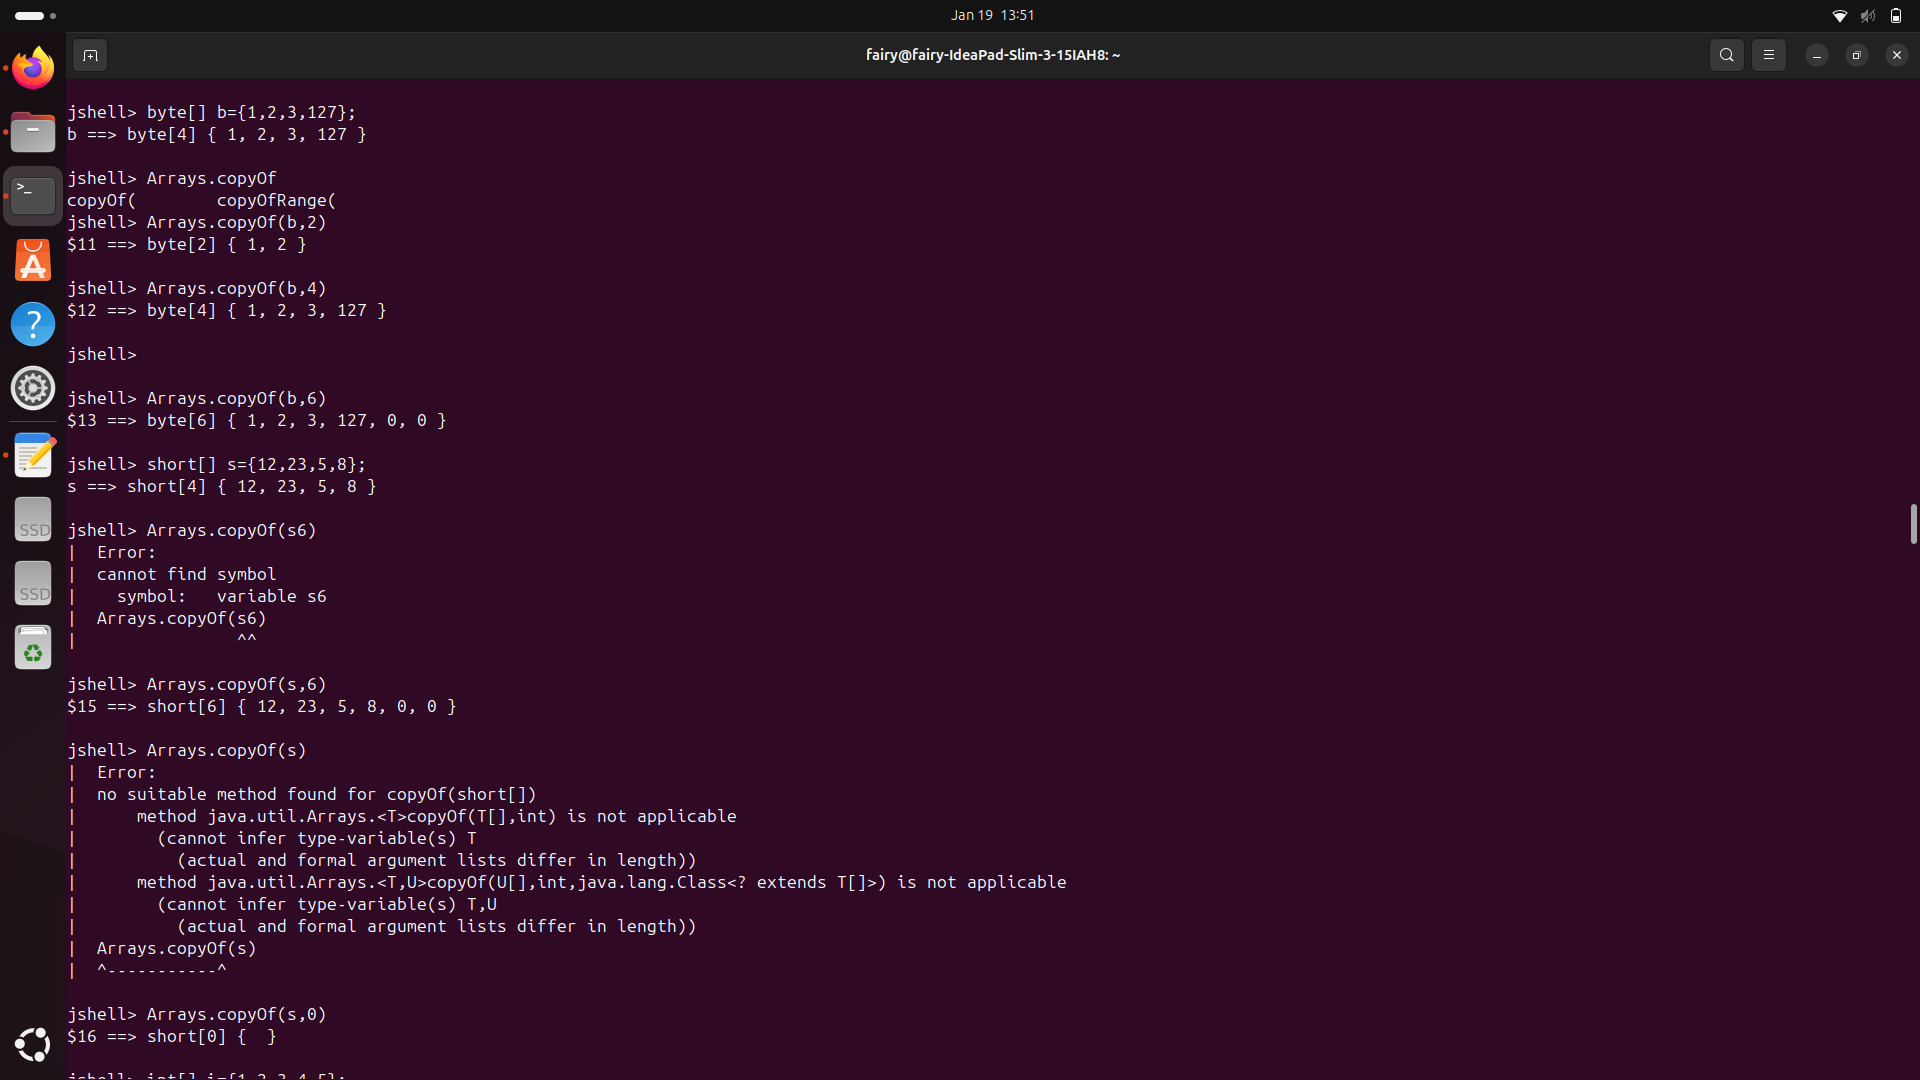 Jan 19 13:51
fairy@fairy-IdeaPad-Slim-3-15IAH8: ~
jshell> byte[] b={1,2,3,127};
b ==> byte[4] { 1, 2, 3, 127 }
jshell> Arrays.copyOf
copyOf(        copyOfRange(
jshell> Arrays.copyOf(b,2)
$11 ==> byte[2] { 1, 2 }
jshell> Arrays.copyOf(b,4)
$12 ==> byte[4] { 1, 2, 3, 127 }
jshell>
jshell> Arrays.copyOf(b,6)
$13 ==> byte[6] { 1, 2, 3, 127, 0, 0 }
jshell> short[] s={12,23,5,8};
s ==> short[4] { 12, 23, 5, 8 }
jshell> Arrays.copyOf(s6)
|  Error:
|  cannot find symbol
|    symbol:   variable s6
|  Arrays.copyOf(s6)
|                ^^
jshell> Arrays.copyOf(s,6)
$15 ==> short[6] { 12, 23, 5, 8, 0, 0 }
jshell> Arrays.copyOf(s)
|  Error:
|  no suitable method found for copyOf(short[])
|      method java.util.Arrays.<T>copyOf(T[],int) is not applicable
|        (cannot infer type-variable(s) T
|          (actual and formal argument lists differ in length))
|      method java.util.Arrays.<T,U>copyOf(U[],int,java.lang.Class<? extends T[]>) is not applicable
|        (cannot infer type-variable(s) T,U
|          (actual and formal argument lists differ in length))
|  Arrays.copyOf(s)
|  ^-----------^
jshell> Arrays.copyOf(s,0)
$16 ==> short[0] {  }
jshell> int[] i={1,2,3,4,5};
>_
?
SSD
SSD